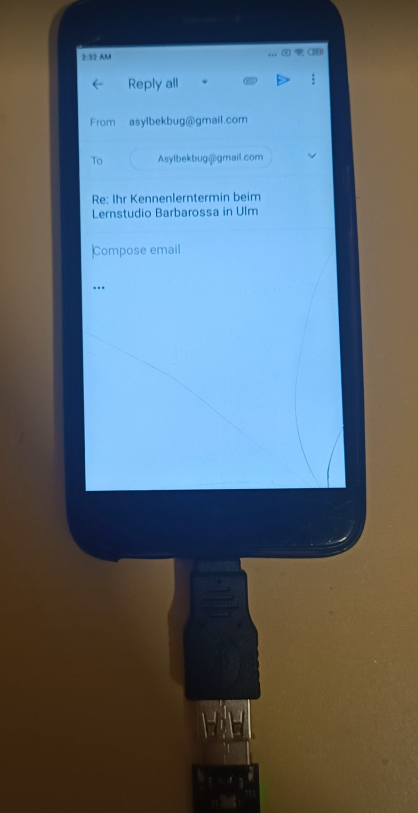 2:32 AM
Reply all
From asylbekbug@gmail.com
To Asylbekbug@gmail.com
Re: Ihr Kennenlerntermin beim
Lernstudio Barbarossa in Ulm
Compose email
...